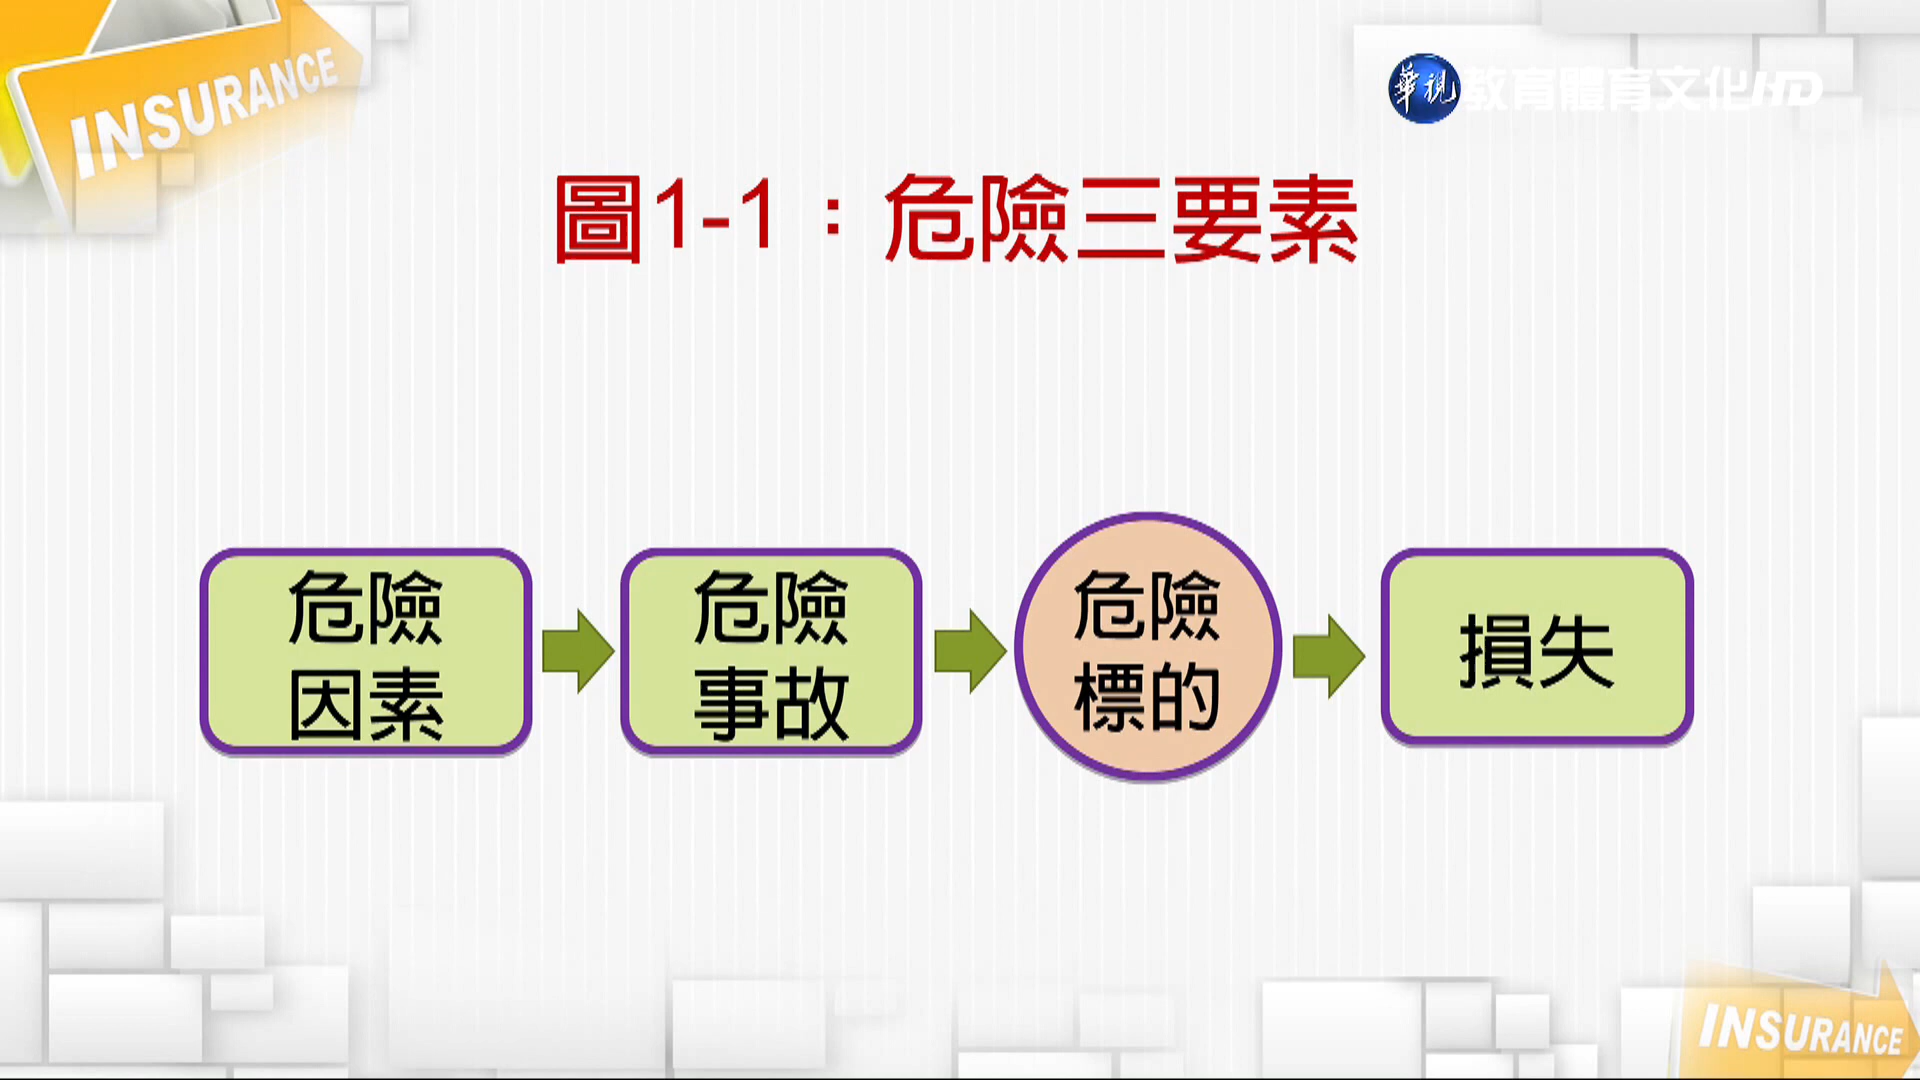 INSURANCE
華視 教育體育文化HD
圖1-1：危險三要素
危險
因素
危險
事故
危險
標的
損失
INSURANCE